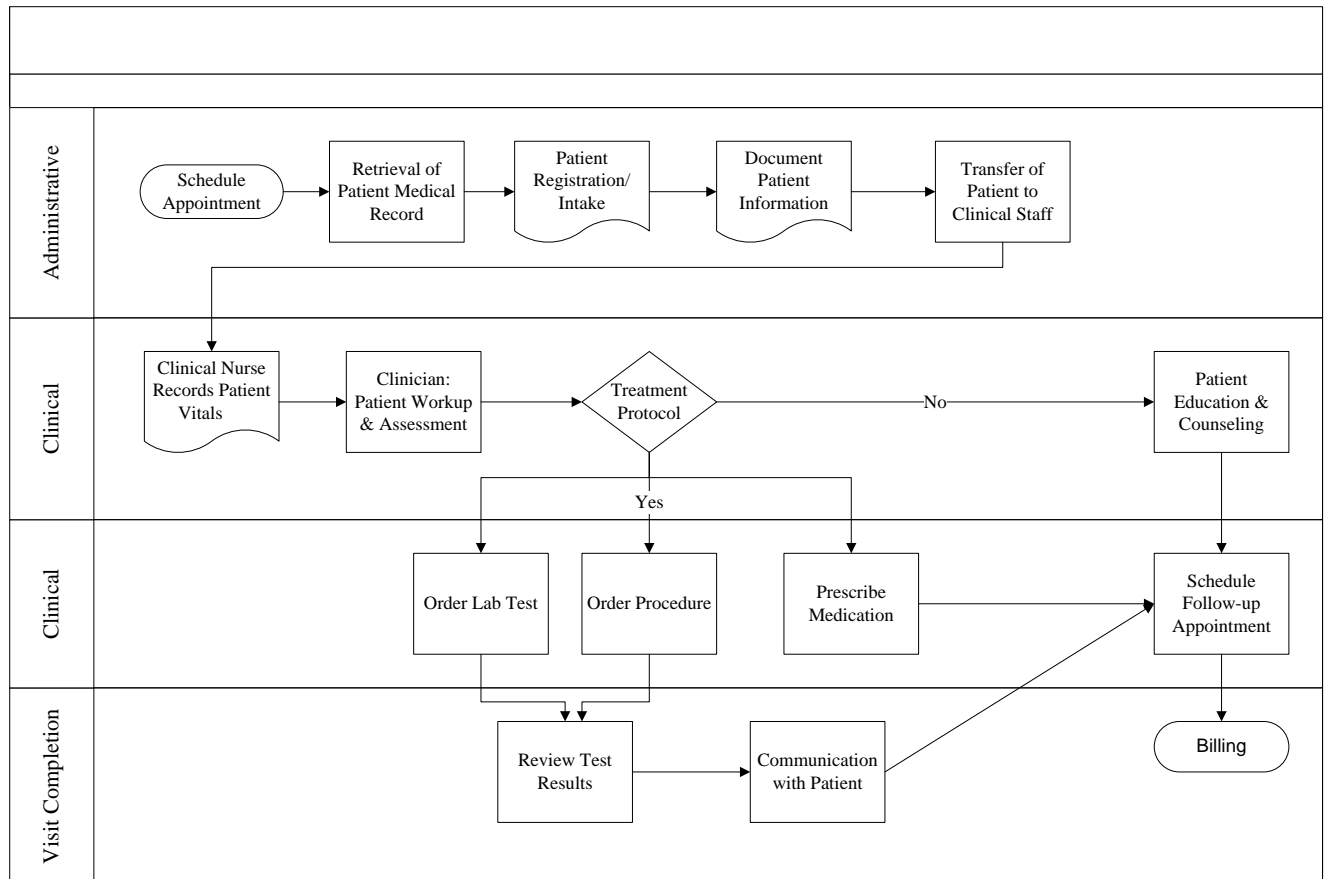 Administrative
Schedule
Appointment
Retrieval of
Patient Medical
Record
Patient
Registration/
Intake
Document
Patient
Information
Transfer of
Patient to
Clinical Staff
Clinical
Clinical Nurse
Records Patient
Vitals
Clinician:
Patient Workup
& Assessment
Treatment
Protocol
No
Patient
Education &
Counseling
Yes
Clinical
Order Lab Test
Order Procedure
Prescribe
Medication
Schedule
Follow-up
Appointment
Visit Completion
Review Test
Results
Communication
with Patient
Billing